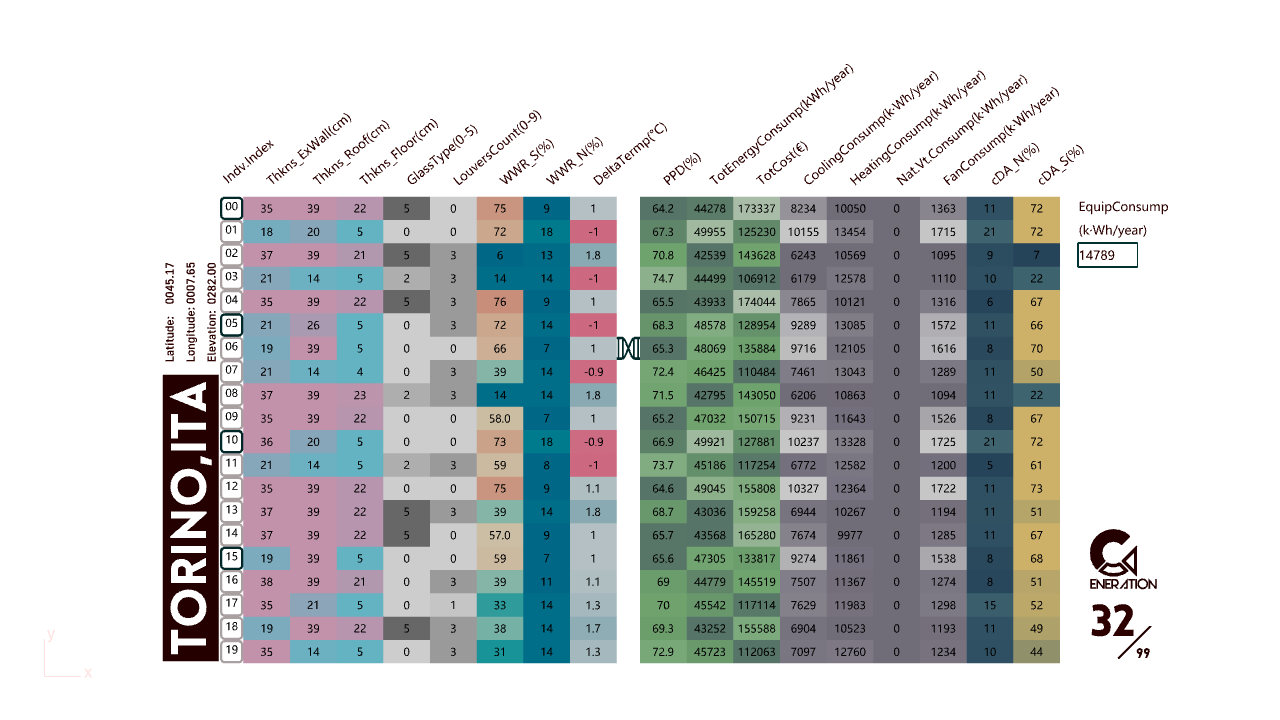 Indv.Index Thkns_ExWall(cm) Thkns_Roof(cm) Thkns_Floor(cm) GlassType(0-5) LouversCount(0-9) WWR_S(%) WWR_N(%) DeltaTermp(°C) PPD(%) TotEnergyConsump(kWh/year) TotCost(€) CoolingConsump(k·Wh/year) HeatingConsump(k·Wh/year) Nat.Vt.Consump(k·Wh/year) FanConsump(k·Wh/year) cDA_N(%) cDA_S(%)
00 35 39 22 5 0 75 9 1 64.2 44278 173337 8234 10050 0 1363 11 72
01 18 20 5 0 0 72 18 -1 67.3 49955 125230 10155 13454 0 1715 21 72
02 37 39 21 5 3 6 13 1.8 70.8 42539 143628 6243 10569 0 1095 9 7
03 21 14 5 2 3 14 14 -1 74.7 44499 106912 6179 12578 0 1110 10 22
04 35 39 22 5 3 76 9 1 65.5 43933 174044 7865 10121 0 1316 6 67
05 21 26 5 0 3 72 14 -1 68.3 48578 128954 9289 13085 0 1572 11 66
06 19 39 5 0 0 66 7 1 65.3 48069 135884 9716 12105 0 1616 8 70
07 21 14 4 0 3 39 14 -0.9 72.4 46425 110484 7461 13043 0 1289 11 50
08 37 39 23 2 3 14 14 1.8 71.5 42795 143050 6206 10863 0 1094 11 22
09 35 39 22 0 0 58.0 7 1 65.2 47032 150715 9231 11643 0 1526 8 67
10 36 20 5 0 0 73 18 -0.9 66.9 49921 127881 10237 13328 0 1725 21 72
11 21 14 5 2 3 59 8 -1 73.7 45186 117254 6772 12582 0 1200 5 61
12 35 39 22 0 0 75 9 1.1 64.6 49045 155808 10327 12364 0 1722 11 73
13 37 39 22 5 3 39 14 1.8 68.7 43036 159258 6944 10267 0 1194 11 51
14 37 39 22 5 0 57.0 9 1 65.7 43568 165280 7674 9977 0 1285 11 67
15 19 39 5 0 0 59 7 1 65.6 47305 133817 9274 11861 0 1538 8 68
16 38 39 21 0 3 39 11 1.1 69 44779 145519 7507 11367 0 1274 8 51
17 35 21 5 0 1 33 14 1.3 70 45542 117114 7629 11983 0 1298 15 52
18 19 39 22 5 3 38 14 1.7 69.3 43252 155588 6904 10523 0 1193 11 49
19 35 14 5 0 3 31 14 1.3 72.9 45723 112063 7097 12760 0 1234 10 44
Latitude: 0045.17
Longitude: 0007.65
Elevation: 0282.00
TORINO,ITA
EquipConsump
(k·Wh/year)
14789
GENERATION
32/99
y
x